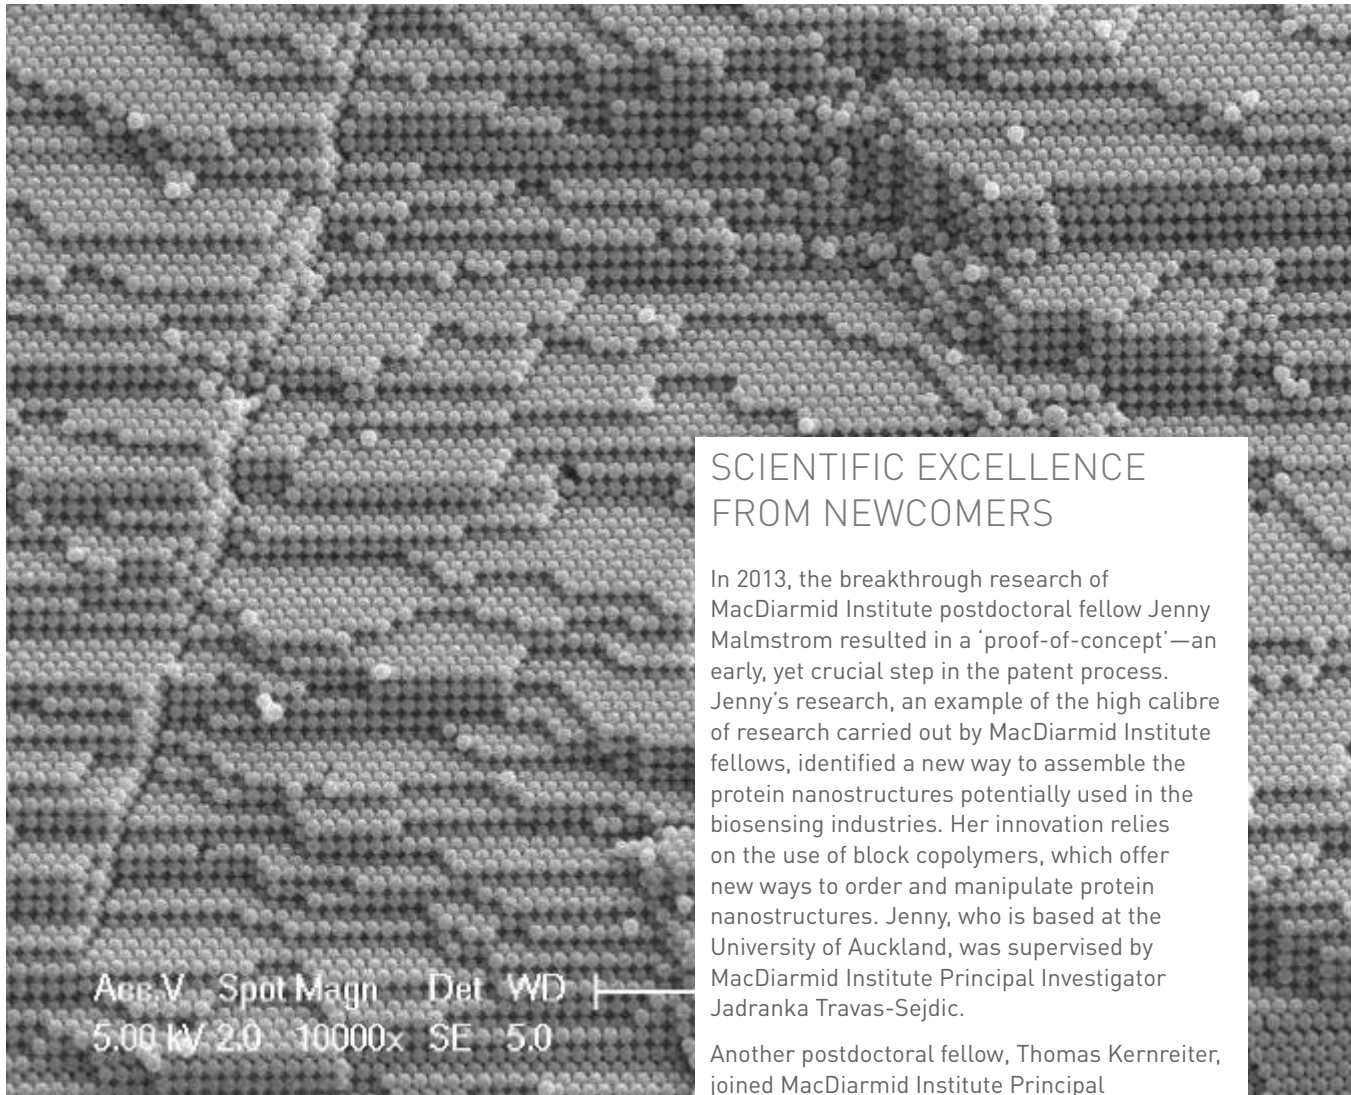 SCIENTIFIC EXCELLENCE
FROM NEWCOMERS
In 2013, the breakthrough research of
MacDiarmid Institute postdoctoral fellow Jenny
Malmstrom resulted in a ‘proof-of-concept’—an
early, yet crucial step in the patent process.
Jenny’s research, an example of the high calibre
of research carried out by MacDiarmid Institute
fellows, identified a new way to assemble the
protein nanostructures potentially used in the
biosensing industries. Her innovation relies
on the use of block copolymers, which offer
new ways to order and manipulate protein
nanostructures. Jenny, who is based at the
University of Auckland, was supervised by
MacDiarmid Institute Principal Investigator
Jadranka Travas-Sejdic.
Another postdoctoral fellow, Thomas Kernreiter,
joined MacDiarmid Institute Principal
Acc.V Spot Magn Det WD
5.00 kV 2.0 10000x SE 5.0